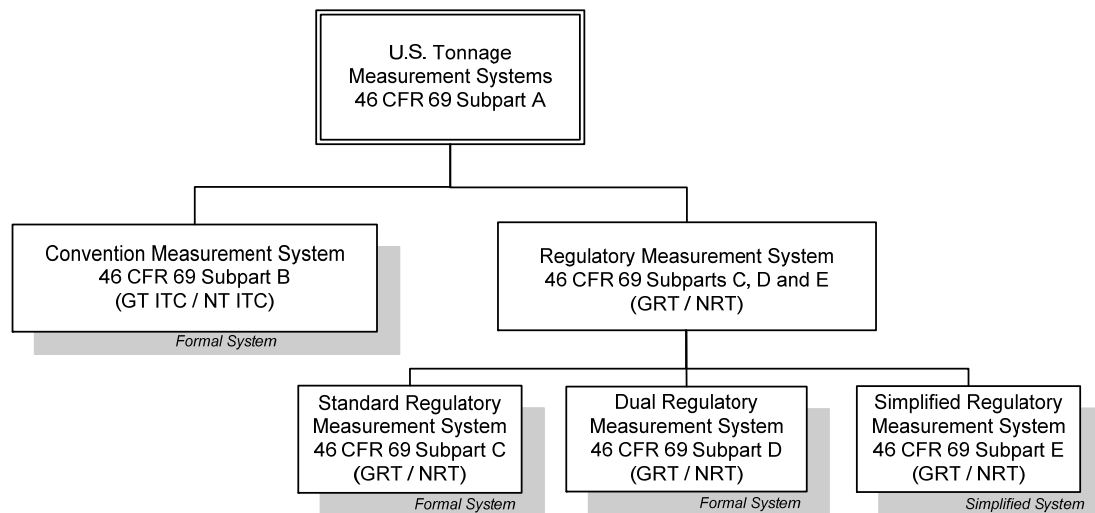 U.S. Tonnage
Measurement Systems
46 CFR 69 Subpart A
Convention Measurement System
46 CFR 69 Subpart B
(GT ITC / NT ITC)
Formal System
Regulatory Measurement System
46 CFR 69 Subparts C, D and E
(GRT / NRT)
Standard Regulatory
Measurement System
46 CFR 69 Subpart C
(GRT / NRT)
Formal System
Dual Regulatory
Measurement System
46 CFR 69 Subpart D
(GRT / NRT)
Formal System
Simplified Regulatory
Measurement System
46 CFR 69 Subpart E
(GRT / NRT)
Simplified System